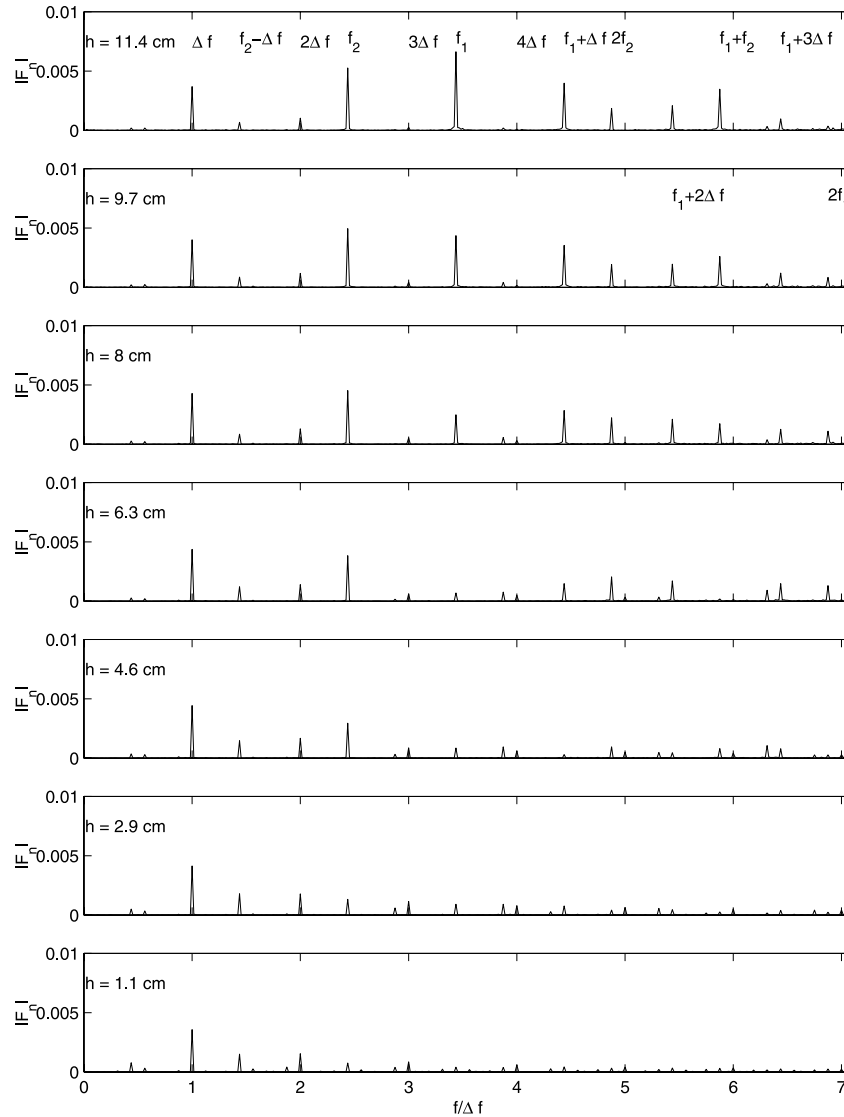 0.01
h = 11.4 cm Δ f f₂−Δ f 2Δ f f₂ 3Δ f f₁ 4Δ f f₁+Δ f 2f₂ f₁+f₂ f₁+3Δ f
|Fₙ| 0.005
0
0.01
h = 9.7 cm f₁+2Δ f 2f
|Fₙ| 0.005
0
0.01
h = 8 cm
|Fₙ| 0.005
0
0.01
h = 6.3 cm
|Fₙ| 0.005
0
0.01
h = 4.6 cm
|Fₙ| 0.005
0
0.01
h = 2.9 cm
|Fₙ| 0.005
0
0.01
h = 1.1 cm
|Fₙ| 0.005
0
0 1 2 3 4 5 6 7
f/Δ f